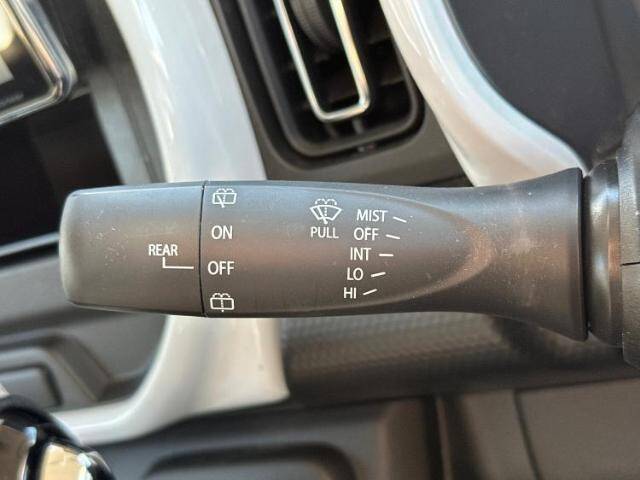 REAR
ON
OFF
PULL
MIST
OFF
INT
LO
HI